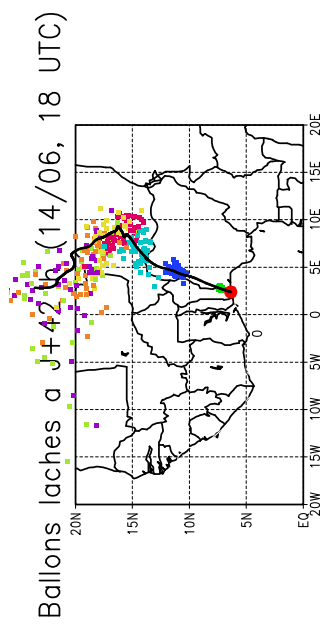 Ballons laches a J+42h (14/06, 18 UTC)
20N
15N
10N
5N
EQ
0
20W
15W
10W
5W
0
5E
10E
15E
20E